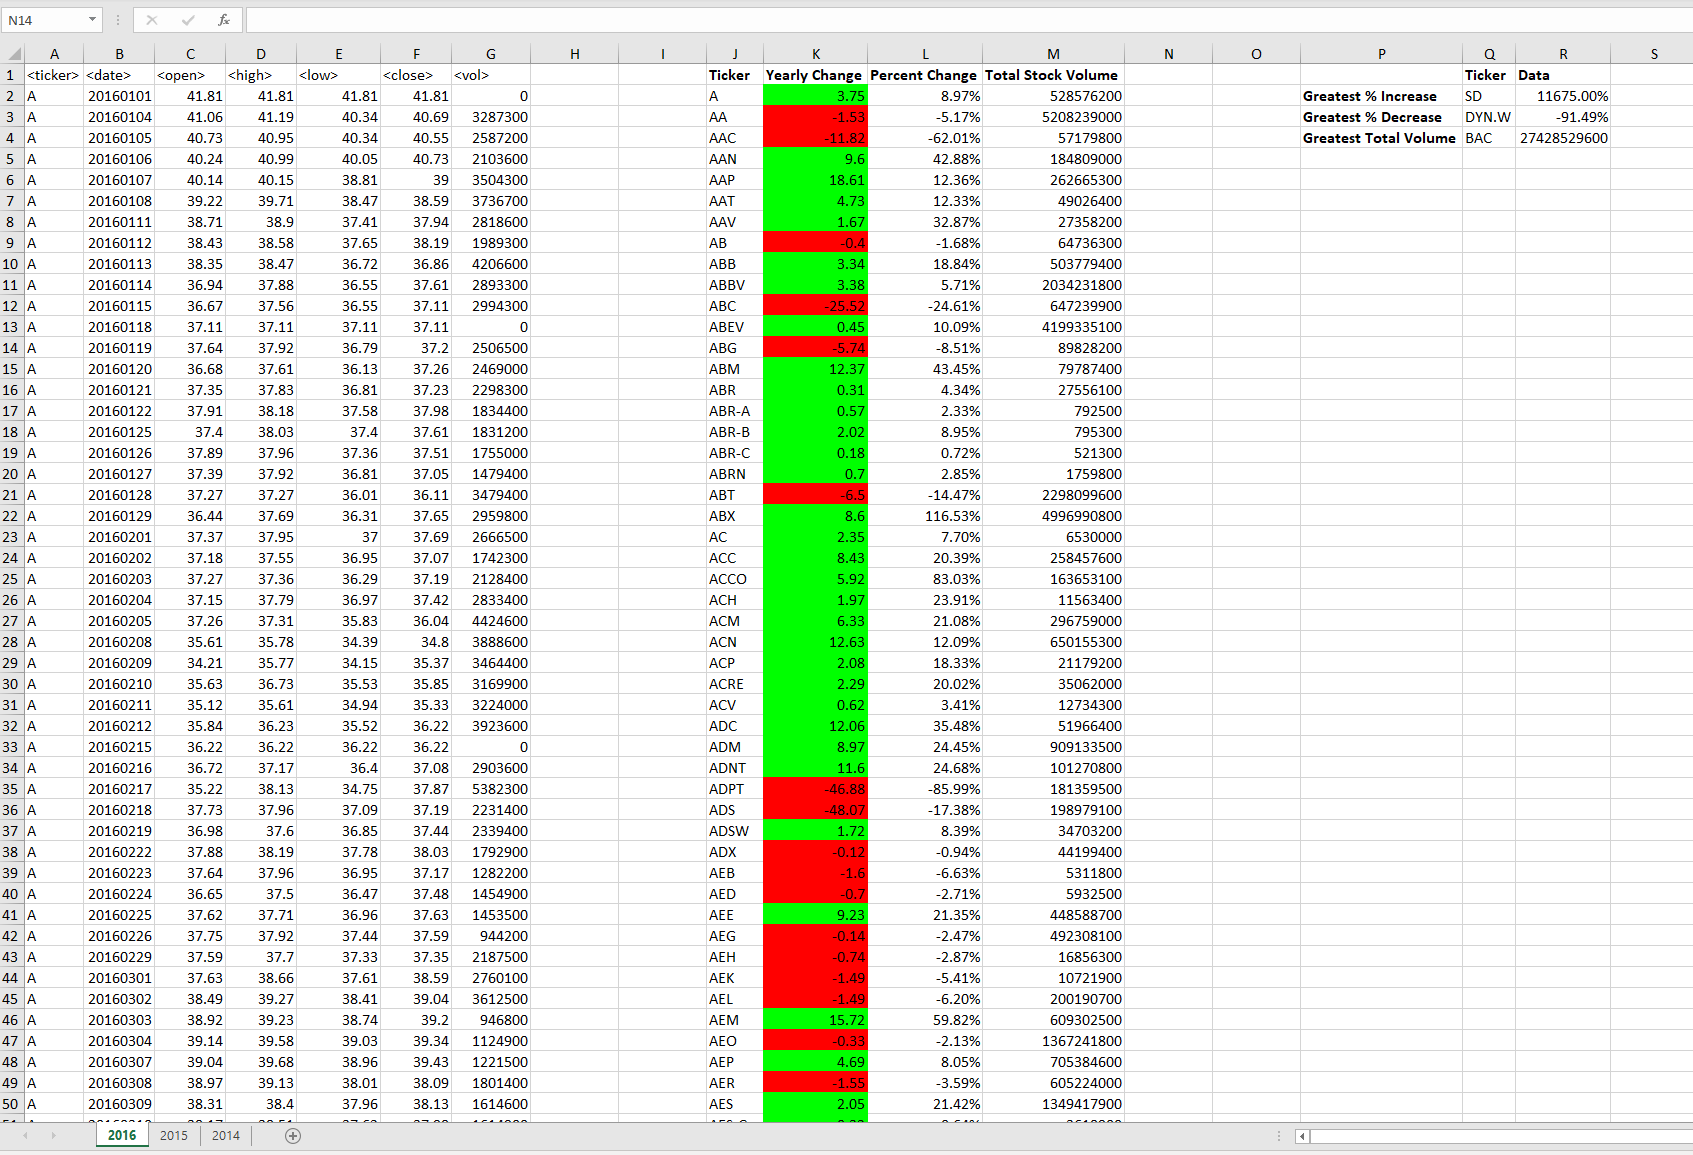 N14 fx
A B C D E F G H I J K L M N O P Q R S
1 <ticker> <date> <open> <high> <low> <close> <vol> Ticker Yearly Change Percent Change Total Stock Volume Ticker Data
2 A 20160101 41.81 41.81 41.81 41.81 0 A 3.75 8.97% 528576200 Greatest % Increase SD 11675.00%
3 A 20160104 41.06 41.19 40.34 40.69 3287300 AA -1.53 -5.17% 5208239000 Greatest % Decrease DYN.W -91.49%
4 A 20160105 40.73 40.95 40.34 40.55 2587200 AAC -11.82 -62.01% 57179800 Greatest Total Volume BAC 27428529600
5 A 20160106 40.24 40.99 40.05 40.73 2103600 AAN 9.6 42.88% 184809000
6 A 20160107 40.14 40.15 38.81 39 3504300 AAP 18.61 12.36% 262665300
7 A 20160108 39.22 39.71 38.47 38.59 3736700 AAT 4.73 12.33% 49026400
8 A 20160111 38.71 38.9 37.41 37.94 2818600 AAV 1.67 32.87% 27358200
9 A 20160112 38.43 38.58 37.65 38.19 1989300 AB -0.4 -1.68% 64736300
10 A 20160113 38.35 38.47 36.72 36.86 4206600 ABB 3.34 18.84% 503779400
11 A 20160114 36.94 37.88 36.55 37.61 2893300 ABBV 3.38 5.71% 2034231800
12 A 20160115 36.67 37.56 36.55 37.11 2994300 ABC -25.52 -24.61% 647239900
13 A 20160118 37.11 37.11 37.11 37.11 0 ABEV 0.45 10.09% 4199335100
14 A 20160119 37.64 37.92 36.79 37.2 2506500 ABG -5.74 -8.51% 89828200
15 A 20160120 36.68 37.61 36.13 37.26 2469000 ABM 12.37 43.45% 79787400
16 A 20160121 37.35 37.83 36.81 37.23 2298300 ABR 0.31 4.34% 27556100
17 A 20160122 37.91 38.18 37.58 37.98 1834400 ABR-A 0.57 2.33% 792500
18 A 20160125 37.4 38.03 37.4 37.61 1831200 ABR-B 2.02 8.95% 795300
19 A 20160126 37.89 37.96 37.36 37.51 1755000 ABR-C 0.18 0.72% 521300
20 A 20160127 37.39 37.92 36.81 37.05 1479400 ABRN 0.7 2.85% 1759800
21 A 20160128 37.27 37.27 36.01 36.11 3479400 ABT -6.5 -14.47% 2298099600
22 A 20160129 36.44 37.69 36.31 37.65 2959800 ABX 8.6 116.53% 4996990800
23 A 20160201 37.37 37.95 37 37.69 2666500 AC 2.35 7.70% 6530000
24 A 20160202 37.18 37.55 36.95 37.07 1742300 ACC 8.43 20.39% 258457600
25 A 20160203 37.27 37.36 36.29 37.19 2128400 ACCO 5.92 83.03% 163653100
26 A 20160204 37.15 37.79 36.97 37.42 2833400 ACH 1.97 23.91% 11563400
27 A 20160205 37.26 37.31 35.83 36.04 4424600 ACM 6.33 21.08% 296759000
28 A 20160208 35.61 35.78 34.39 34.8 3888600 ACN 12.63 12.09% 650155300
29 A 20160209 34.21 35.77 34.15 35.37 3464400 ACP 2.08 18.33% 21179200
30 A 20160210 35.63 36.73 35.53 35.85 3169900 ACRE 2.29 20.02% 35062000
31 A 20160211 35.12 35.61 34.94 35.33 3224000 ACV 0.62 3.41% 12734300
32 A 20160212 35.84 36.23 35.52 36.22 3923600 ADC 12.06 35.48% 51966400
33 A 20160215 36.22 36.22 36.22 36.22 0 ADM 8.97 24.45% 909133500
34 A 20160216 36.72 37.17 36.4 37.08 2903600 ADNT 11.6 24.68% 101270800
35 A 20160217 35.22 38.13 34.75 37.87 5382300 ADPT -46.88 -85.99% 181359500
36 A 20160218 37.73 37.96 37.09 37.19 2231400 ADS -48.07 -17.38% 198979100
37 A 20160219 36.98 37.6 36.85 37.44 2339400 ADSW 1.72 8.39% 34703200
38 A 20160222 37.88 38.19 37.78 38.03 1792900 ADX -0.12 -0.94% 44199400
39 A 20160223 37.64 37.96 36.95 37.17 1282200 AEB -1.6 -6.63% 5311800
40 A 20160224 36.65 37.5 36.47 37.48 1454900 AED -0.7 -2.71% 5932500
41 A 20160225 37.62 37.71 36.96 37.63 1453500 AEE 9.23 21.35% 448588700
42 A 20160226 37.75 37.92 37.44 37.59 944200 AEG -0.14 -2.47% 492308100
43 A 20160229 37.59 37.7 37.33 37.35 2187500 AEH -0.74 -2.87% 16856300
44 A 20160301 37.63 38.66 37.61 38.59 2760100 AEK -1.49 -5.41% 10721900
45 A 20160302 38.49 39.27 38.41 39.04 3612500 AEL -1.49 -6.20% 200190700
46 A 20160303 38.92 39.23 38.74 39.2 946800 AEM 15.72 59.82% 609302500
47 A 20160304 39.14 39.58 39.03 39.34 1124900 AEO -0.33 -2.13% 1367241800
48 A 20160307 39.04 39.68 38.96 39.43 1221500 AEP 4.69 8.05% 705384600
49 A 20160308 38.97 39.13 38.01 38.09 1801400 AER -1.55 -3.59% 605224000
50 A 20160309 38.31 38.4 37.96 38.13 1614600 AES 2.05 21.42% 1349417900
2016 2015 2014